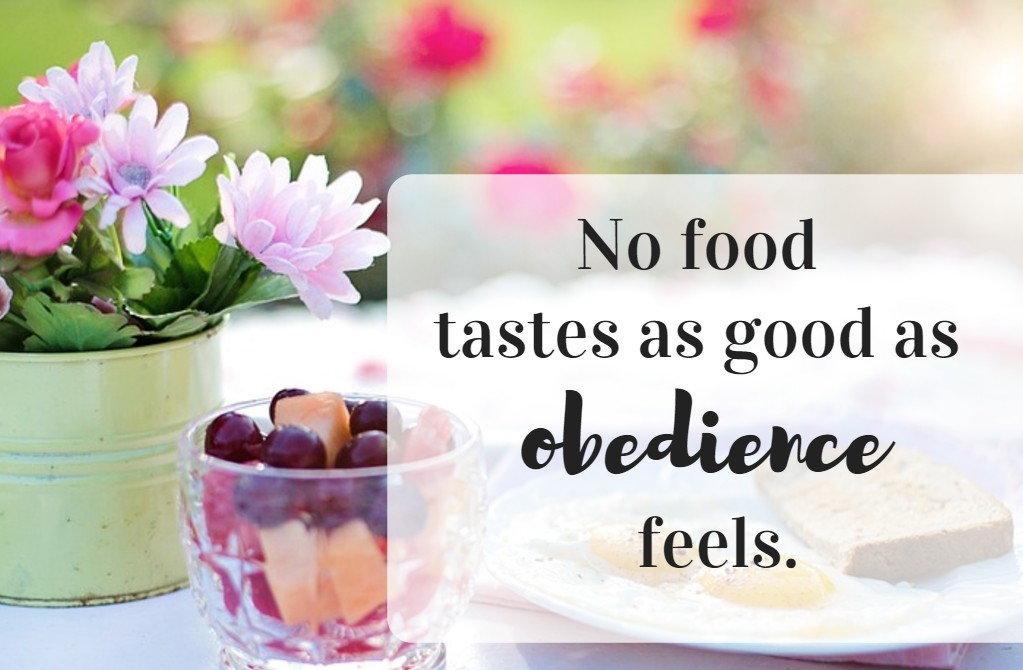 No food
tastes as good as
obedience
feels.